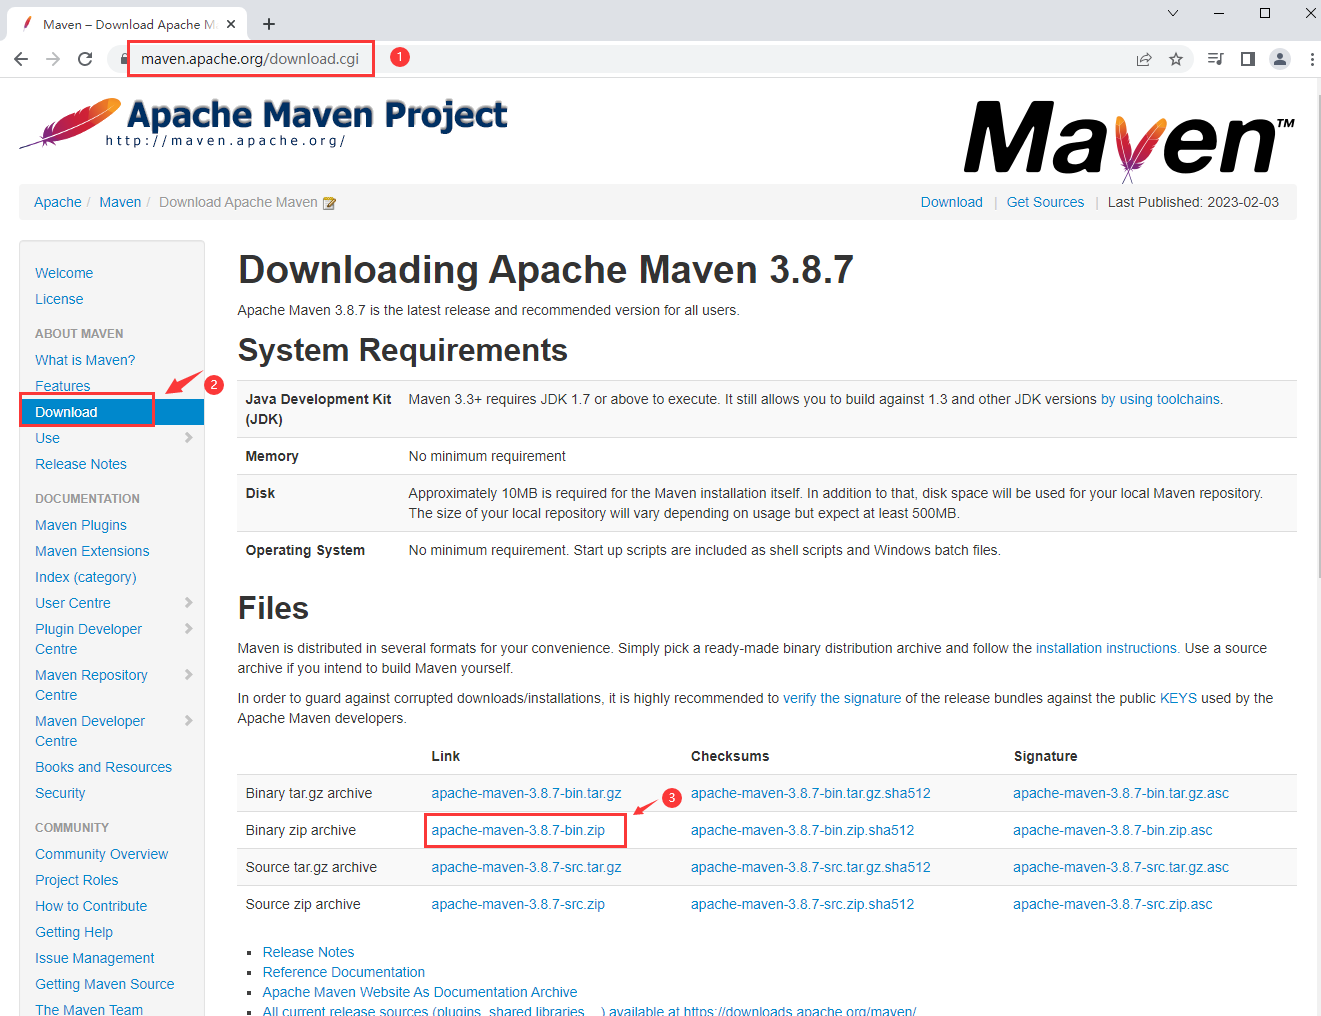 Maven – Download Apache M
maven.apache.org/download.cgi
1
Apache Maven Project
http://maven.apache.org/
Maven™
Apache / Maven / Download Apache Maven
Download | Get Sources | Last Published: 2023-02-03
Welcome
License
ABOUT MAVEN
What is Maven?
Features
2
Download
Use
Release Notes
DOCUMENTATION
Maven Plugins
Maven Extensions
Index (category)
User Centre
Plugin Developer
Centre
Maven Repository
Centre
Maven Developer
Centre
Books and Resources
Security
COMMUNITY
Community Overview
Project Roles
How to Contribute
Getting Help
Issue Management
Getting Maven Source
The Maven Team
Downloading Apache Maven 3.8.7
Apache Maven 3.8.7 is the latest release and recommended version for all users.
System Requirements
Java Development Kit
(JDK)
Maven 3.3+ requires JDK 1.7 or above to execute. It still allows you to build against 1.3 and other JDK versions by using toolchains.
Memory
No minimum requirement
Disk
Approximately 10MB is required for the Maven installation itself. In addition to that, disk space will be used for your local Maven repository.
The size of your local repository will vary depending on usage but expect at least 500MB.
Operating System
No minimum requirement. Start up scripts are included as shell scripts and Windows batch files.
Files
Maven is distributed in several formats for your convenience. Simply pick a ready-made binary distribution archive and follow the installation instructions. Use a source
archive if you intend to build Maven yourself.
In order to guard against corrupted downloads/installations, it is highly recommended to verify the signature of the release bundles against the public KEYS used by the
Apache Maven developers.
Link Checksums Signature
3
Binary tar.gz archive apache-maven-3.8.7-bin.tar.gz apache-maven-3.8.7-bin.tar.gz.sha512 apache-maven-3.8.7-bin.tar.gz.asc
Binary zip archive apache-maven-3.8.7-bin.zip apache-maven-3.8.7-bin.zip.sha512 apache-maven-3.8.7-bin.zip.asc
Source tar.gz archive apache-maven-3.8.7-src.tar.gz apache-maven-3.8.7-src.tar.gz.sha512 apache-maven-3.8.7-src.tar.gz.asc
Source zip archive apache-maven-3.8.7-src.zip apache-maven-3.8.7-src.zip.sha512 apache-maven-3.8.7-src.zip.asc
Release Notes
Reference Documentation
Apache Maven Website As Documentation Archive
All current release sources (plugins, shared libraries,...) available at https://downloads.apache.org/maven/